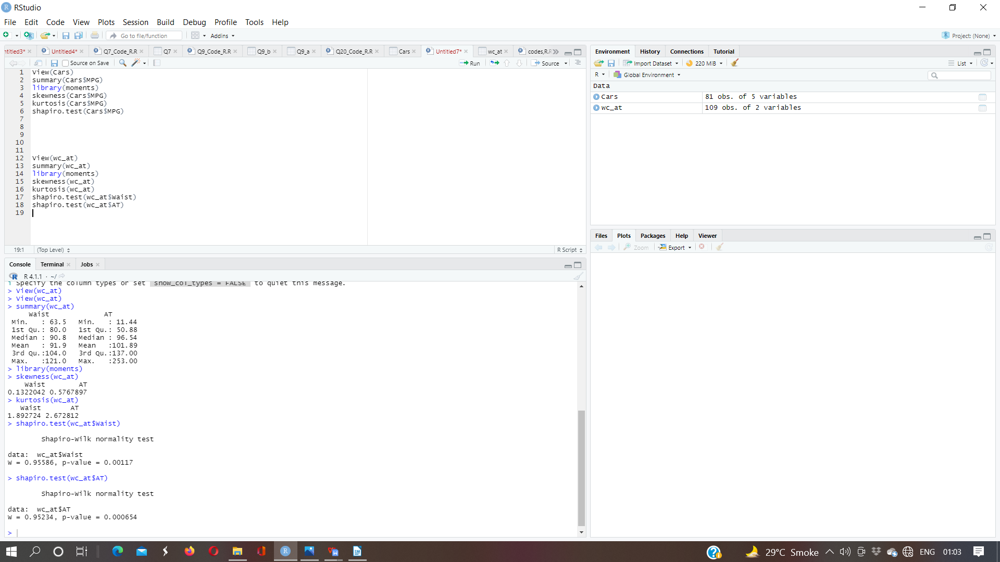 RStudio
File Edit Code View Plots Session Build Debug Profile Tools Help
Go to file/function Addins Project: (None)
ntitled3* Untitled4* Q7_Code_R.R Q7 Q9_Code_R.R Q9_b Q9_a Q20_Code_R.R Cars Untitled7* wc_at codes,R.R
Source on Save Run Source
1 View(Cars)
2 summary(Cars$MPG)
3 library(moments)
4 skewness(Cars$MPG)
5 kurtosis(Cars$MPG)
6 shapiro.test(Cars$MPG)
7
8
9
10
11
12 View(wc_at)
13 summary(wc_at)
14 library(moments)
15 skewness(wc_at)
16 kurtosis(wc_at)
17 shapiro.test(wc_at$Waist)
18 shapiro.test(wc_at$AT)
19
19:1 (Top Level) R Script
Console Terminal Jobs
R 4.1.1 · ~/
i Specify the column types or set `show_col_types = FALSE` to quiet this message.
> View(wc_at)
> View(wc_at)
> summary(wc_at)
Waist AT
Min. : 63.5 Min. : 11.44
1st Qu.: 80.0 1st Qu.: 50.88
Median : 90.8 Median : 96.54
Mean : 91.9 Mean :101.89
3rd Qu.:104.0 3rd Qu.:137.00
Max. :121.0 Max. :253.00
> library(moments)
> skewness(wc_at)
Waist AT
0.1322042 0.5767897
> kurtosis(wc_at)
Waist AT
1.892724 2.672812
> shapiro.test(wc_at$Waist)
Shapiro-Wilk normality test
data: wc_at$Waist
W = 0.95586, p-value = 0.00117
> shapiro.test(wc_at$AT)
Shapiro-Wilk normality test
data: wc_at$AT
W = 0.95234, p-value = 0.000654
>
Environment History Connections Tutorial
Import Dataset 220 MiB List
R Global Environment
Data
Cars 81 obs. of 5 variables
wc_at 109 obs. of 2 variables
Files Plots Packages Help Viewer
Zoom Export
29°C Smoke ENG 01:03